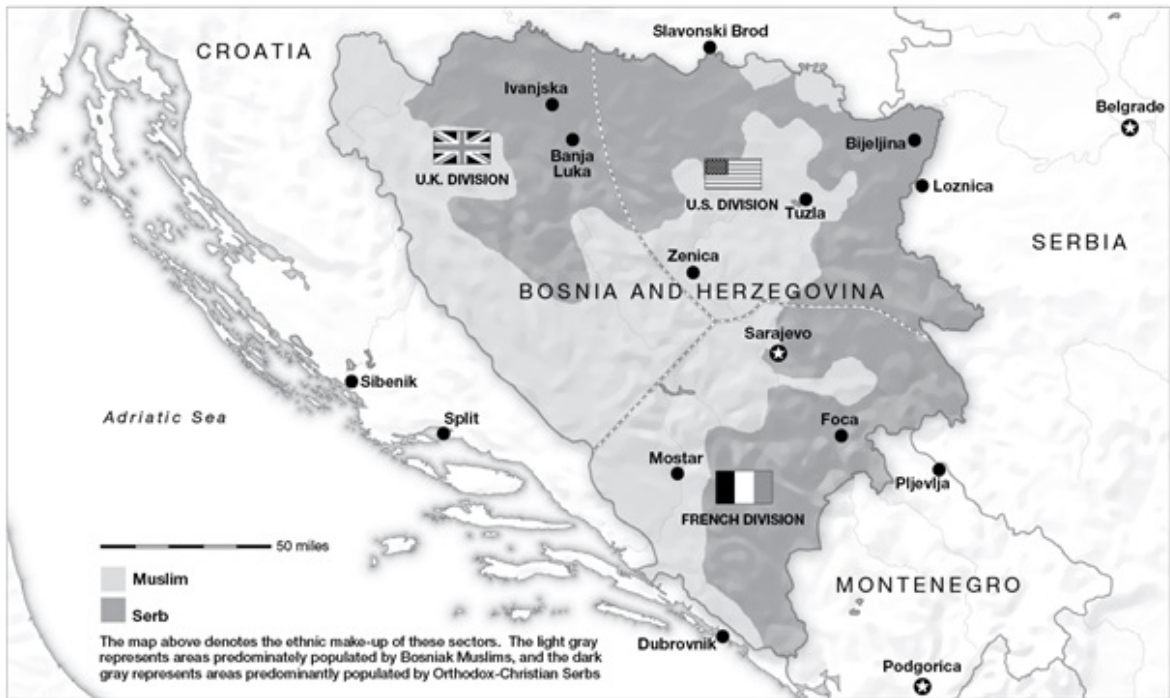 CROATIA
Slavonski Brod
Ivanjska
Belgrade
Banja
Luka
Bijeljina
U.K. DIVISION
Loznica
U.S. DIVISION
Tuzla
SERBIA
Zenica
BOSNIA AND HERZEGOVINA
Sarajevo
Sibenik
Adriatic Sea
Split
Foca
Mostar
Pljevlja
FRENCH DIVISION
50 miles
Muslim
MONTENEGRO
Serb
The map above denotes the ethnic make-up of these sectors. The light gray
represents areas predominately populated by Bosniak Muslims, and the dark
gray represents areas predominantly populated by Orthodox-Christian Serbs
Dubrovnik
Podgorica